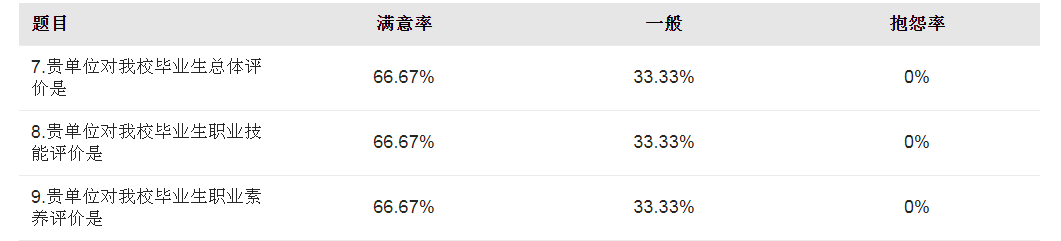 题目 满意率 一般 抱怨率
7.贵单位对我校毕业生总体评
价是
66.67% 33.33% 0%
8.贵单位对我校毕业生职业技
能评价是
66.67% 33.33% 0%
9.贵单位对我校毕业生职业素
养评价是
66.67% 33.33% 0%